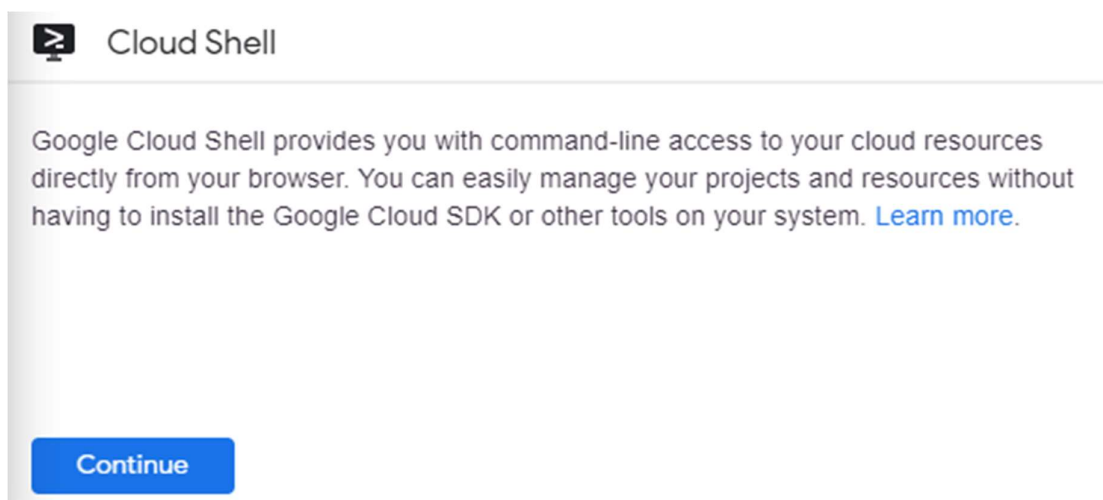 Cloud Shell
Google Cloud Shell provides you with command-line access to your cloud resources
directly from your browser. You can easily manage your projects and resources without
having to install the Google Cloud SDK or other tools on your system. Learn more.
Continue